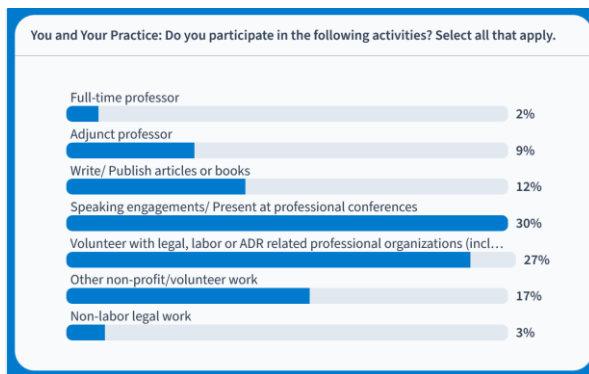 You and Your Practice: Do you participate in the following activities? Select all that apply.
Full-time professor
2%
Adjunct professor
9%
Write/ Publish articles or books
12%
Speaking engagements/ Present at professional conferences
30%
Volunteer with legal, labor or ADR related professional organizations (incl...
27%
Other non-profit/volunteer work
17%
Non-labor legal work
3%